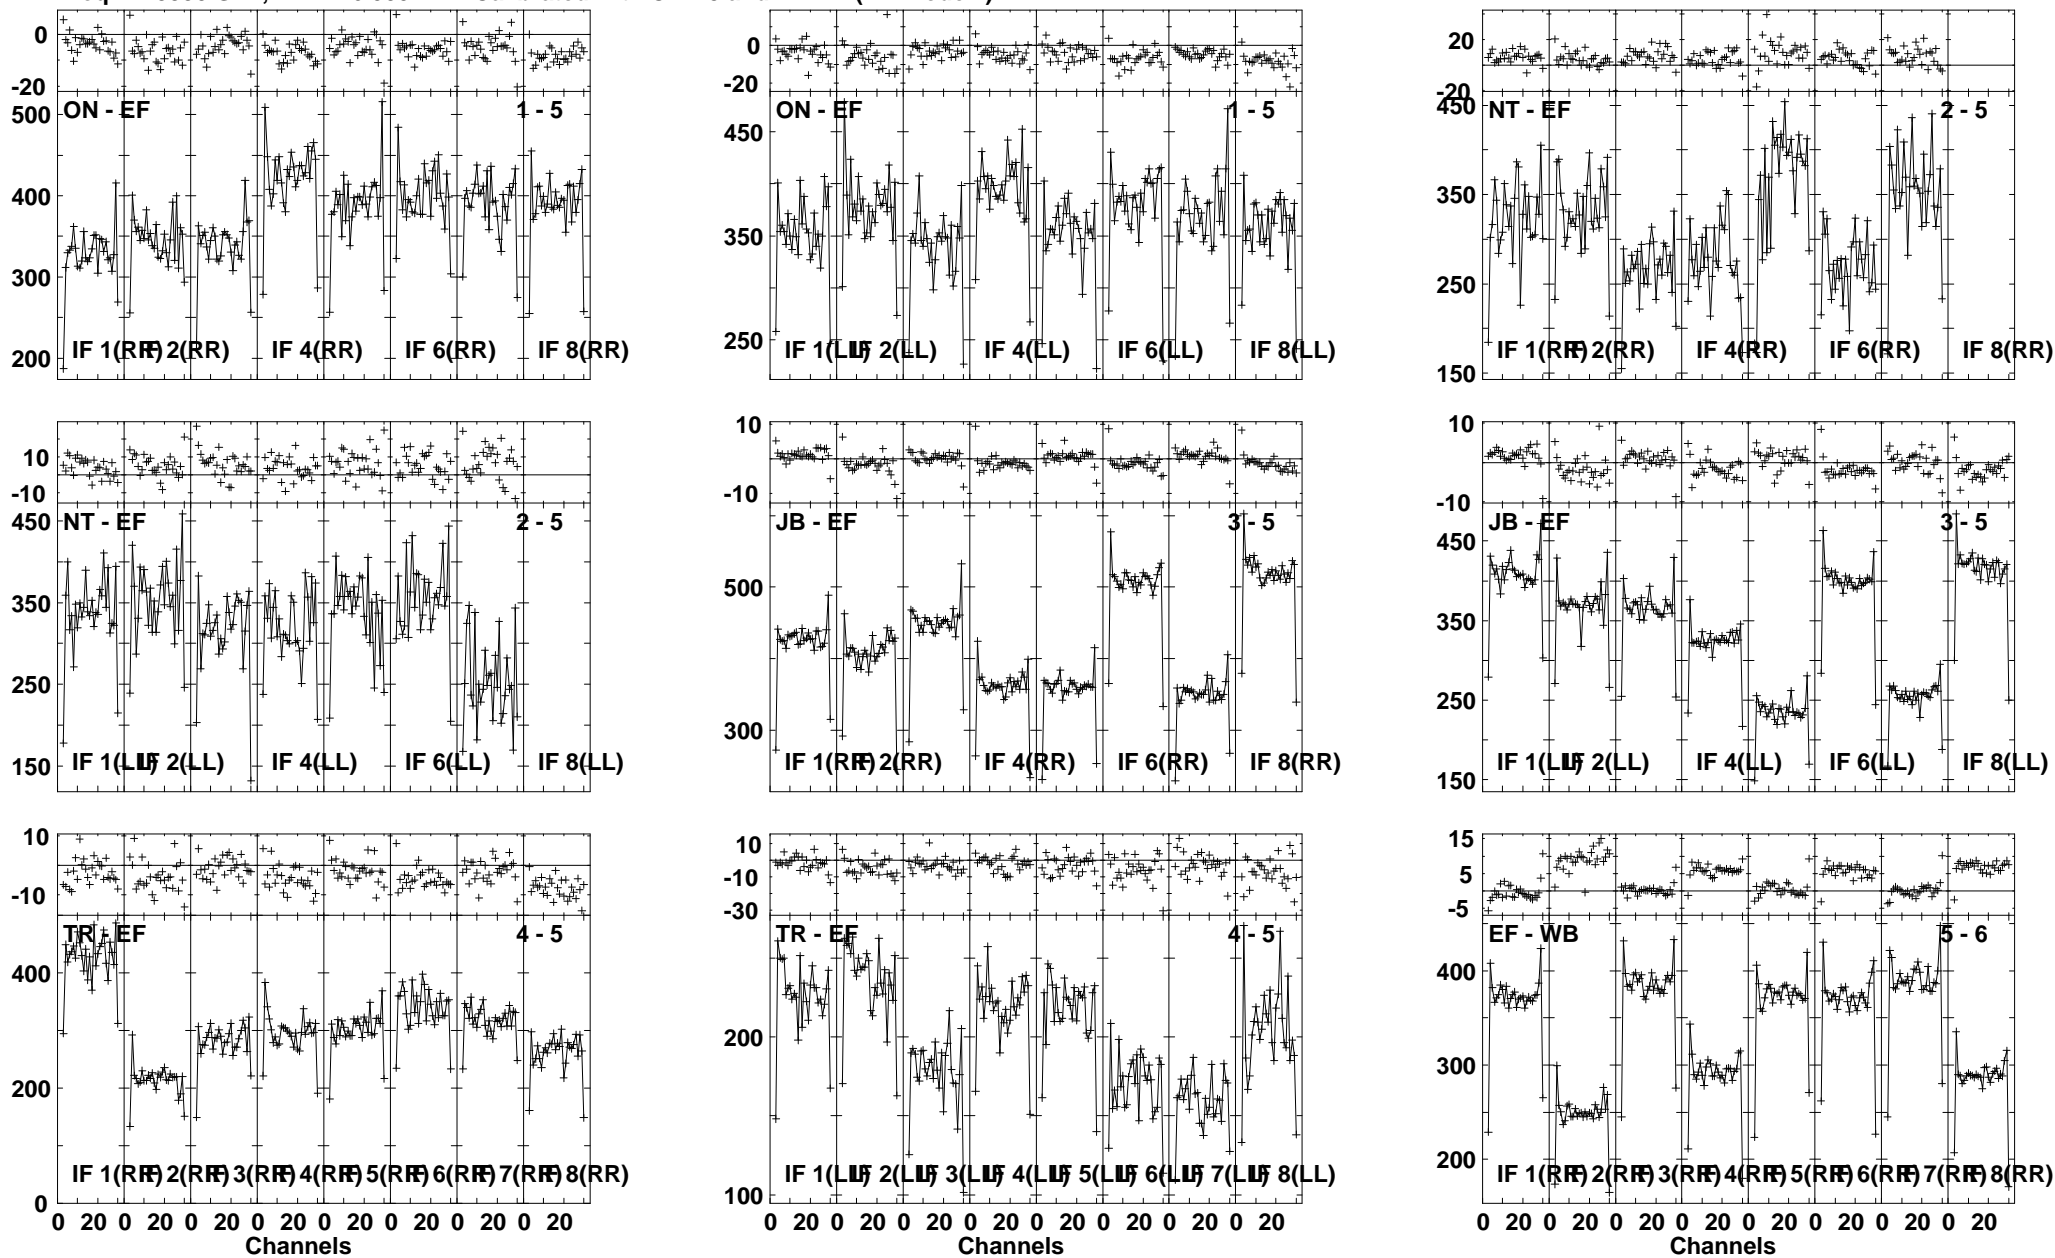 0
-20
500
400
300
200
ON - EF
1 - 5
IF 1(RR)
IF 2(RR)
IF 4(RR)
IF 6(RR)
IF 8(RR)
0
-20
450
350
250
ON - EF
1 - 5
IF 1(LL)
IF 2(LL)
IF 4(LL)
IF 6(LL)
IF 8(LL)
20
-20
450
350
250
150
NT - EF
2 - 5
IF 1(RR)
IF 2(RR)
IF 4(RR)
IF 6(RR)
IF 8(RR)
10
-10
450
350
250
150
NT - EF
2 - 5
IF 1(LL)
IF 2(LL)
IF 4(LL)
IF 6(LL)
IF 8(LL)
10
-10
500
300
JB - EF
3 - 5
IF 1(RR)
IF 2(RR)
IF 4(RR)
IF 6(RR)
IF 8(RR)
10
-10
450
350
250
150
JB - EF
3 - 5
IF 1(LL)
IF 2(LL)
IF 4(LL)
IF 6(LL)
IF 8(LL)
10
-10
400
200
0
TR - EF
4 - 5
IF 1(RR)
IF 2(RR)
IF 3(RR)
IF 4(RR)
IF 5(RR)
IF 6(RR)
IF 7(RR)
IF 8(RR)
0 20 0 20 0 20 0 20 0 20 0 20 0 20 0 20
Channels
10
-10
-30
200
100
TR - EF
4 - 5
IF 1(LL)
IF 2(LL)
IF 3(LL)
IF 4(LL)
IF 5(LL)
IF 6(LL)
IF 7(LL)
IF 8(LL)
0 20 0 20 0 20 0 20 0 20 0 20 0 20 0 20
Channels
15
5
-5
400
300
200
EF - WB
5 - 6
IF 1(RR)
IF 2(RR)
IF 3(RR)
IF 4(RR)
IF 5(RR)
IF 6(RR)
IF 7(RR)
IF 8(RR)
0 20 0 20 0 20 0 20 0 20 0 20 0 20 0 20
Channels